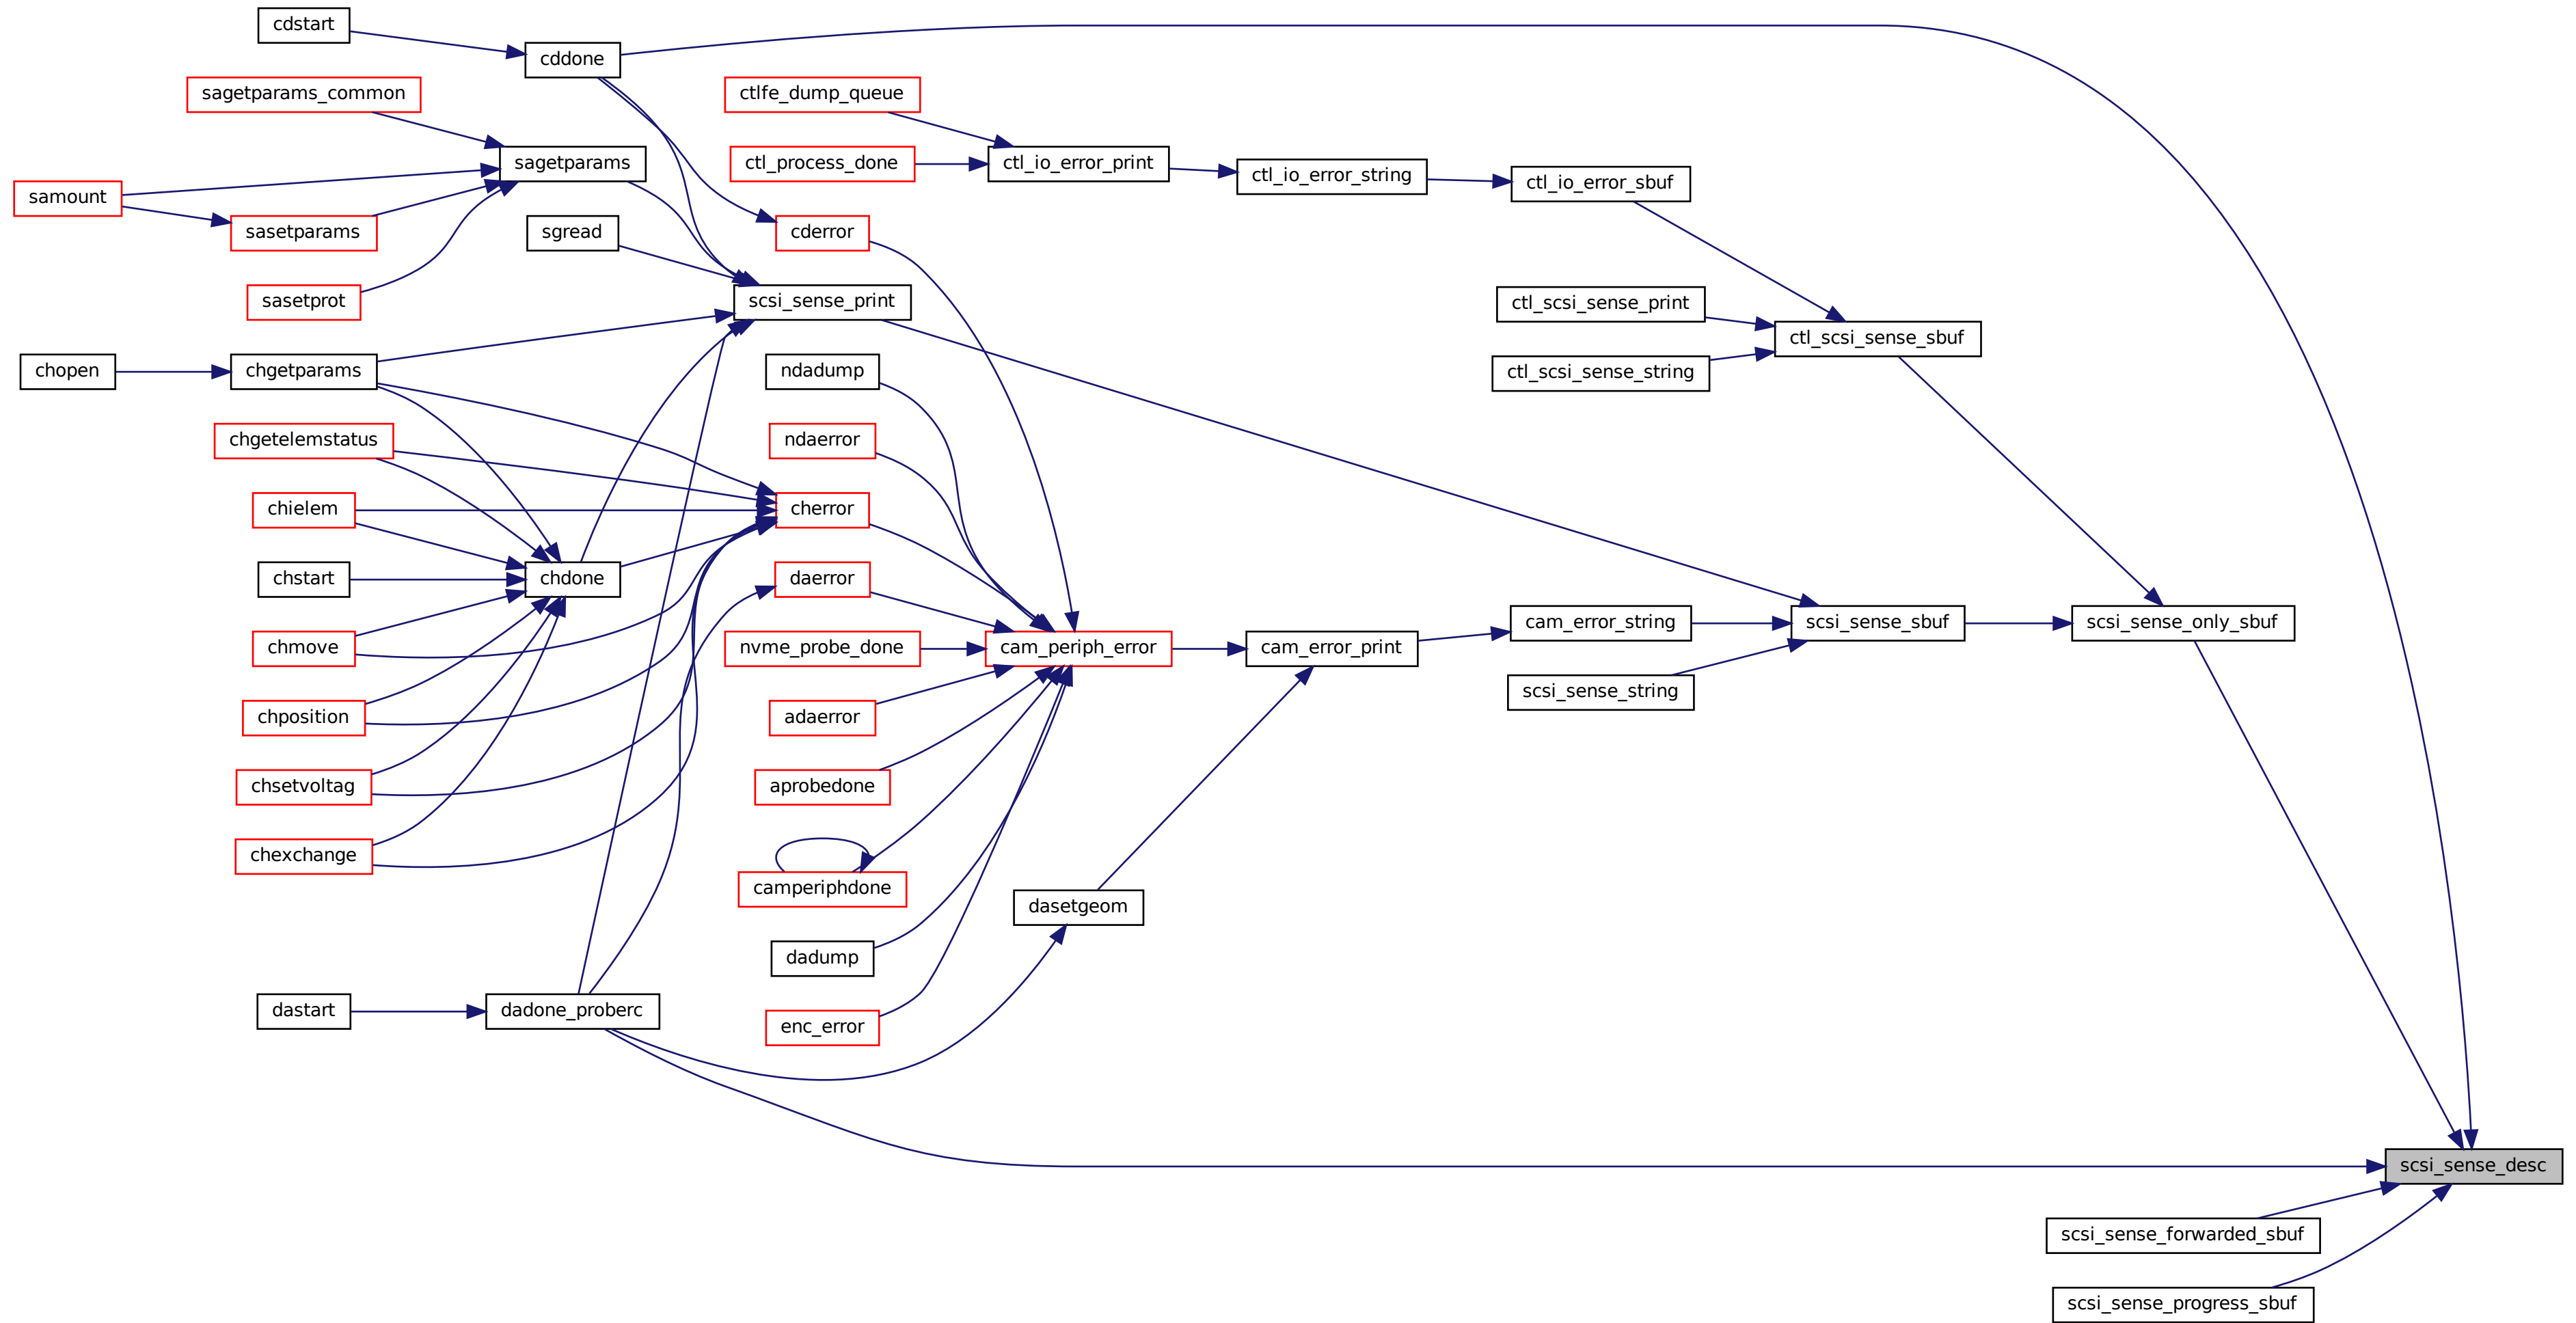 cdstart
cddone
sagetparams_common
ctlfe_dump_queue
sagetparams
ctl_process_done
ctl_io_error_print
ctl_io_error_string
ctl_io_error_sbuf
samount
sasetparams
sgread
cderror
sasetprot
scsi_sense_print
ctl_scsi_sense_print
ctl_scsi_sense_sbuf
chopen
chgetparams
ndadump
ctl_scsi_sense_string
chgetelemstatus
ndaerror
chielem
cherror
chstart
chdone
daerror
chmove
nvme_probe_done
cam_periph_error
cam_error_print
cam_error_string
scsi_sense_sbuf
scsi_sense_only_sbuf
scsi_sense_string
chposition
adaerror
chsetvoltag
aprobedone
chexchange
camperiphdone
dasetgeom
dadump
dastart
dadone_proberc
enc_error
scsi_sense_desc
scsi_sense_forwarded_sbuf
scsi_sense_progress_sbuf